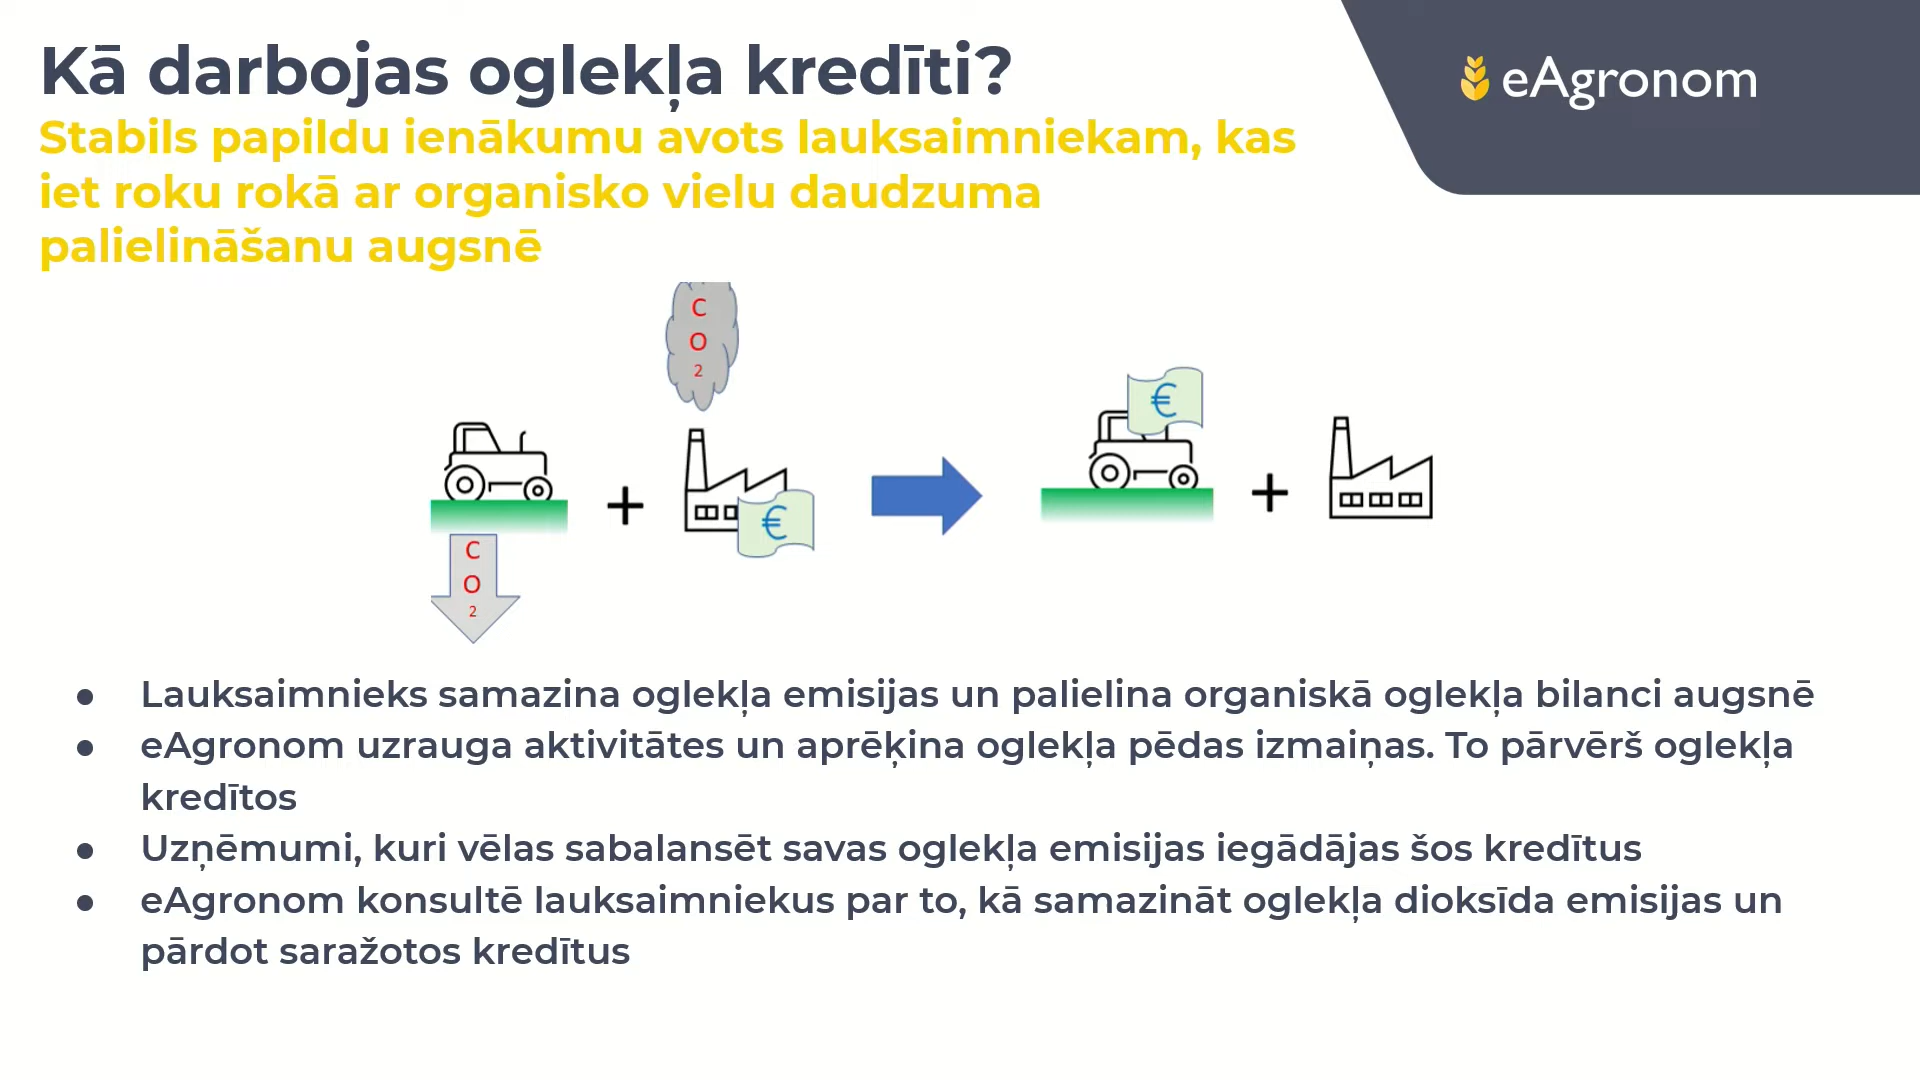 Kā darbojas oglekļa kredīti?
eAgronom
Stabils papildu ienākumu avots lauksaimniekam, kas
iet roku rokā ar organisko vielu daudzuma
palielināšanu augsnē
C
O
2
€
+
€
+
C
O
2
● Lauksaimnieks samazina oglekļa emisijas un palielina organiskā oglekļa bilanci augsnē
● eAgronom uzrauga aktivitātes un aprēķina oglekļa pēdas izmaiņas. To pārvērš oglekļa
kredītos
● Uzņēmumi, kuri vēlas sabalansēt savas oglekļa emisijas iegādājas šos kredītus
● eAgronom konsultē lauksaimniekus par to, kā samazināt oglekļa dioksīda emisijas un
pārdot saražotos kredītus